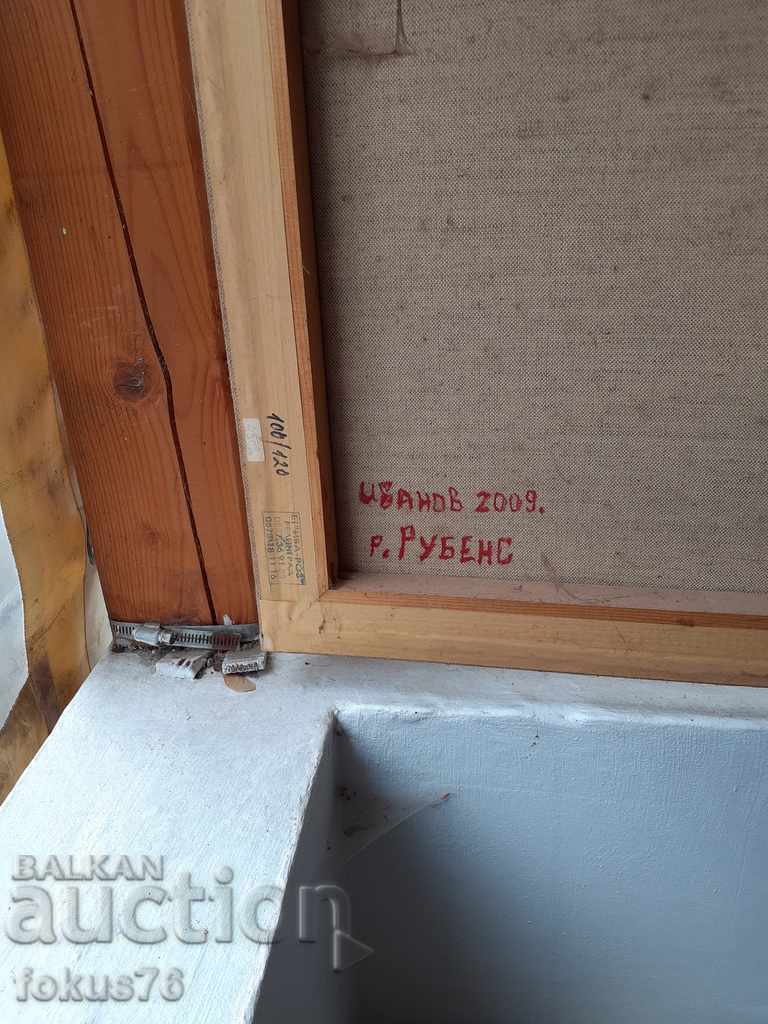 100/120
ИВАНОВ 2009.
Р. РУБЕНС
BALKAN
auction
fokus76